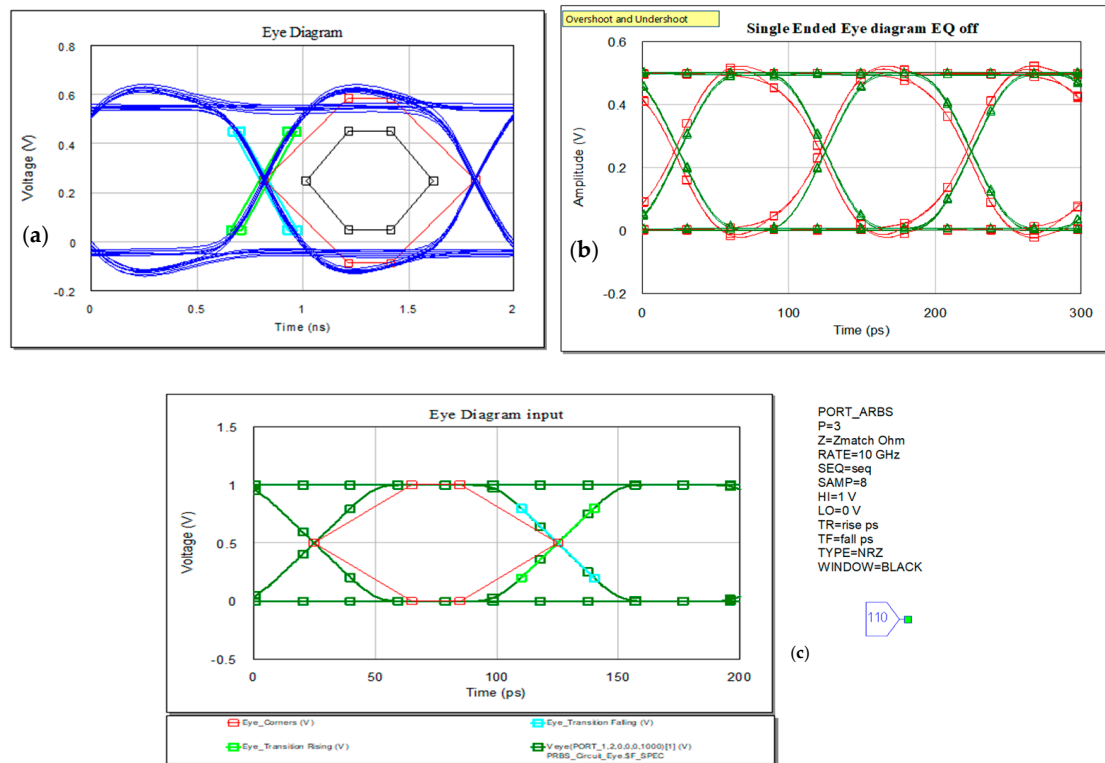 Eye Diagram
0.8
0.6
0.4
0.2
0
-0.2
Voltage (V)
0
0.5
1
1.5
2
Time (ns)
(a)
Overshoot and Undershoot
Single Ended Eye diagram EQ off
0.6
0.4
0.2
0
-0.2
Amplitude (V)
0
100
200
300
Time (ps)
(b)
Eye Diagram input
1.5
1
0.5
0
-0.5
Voltage (V)
0
50
100
150
200
Time (ps)
Eye_Corners (V)
Eye_Transition Falling (V)
Eye_Transition Rising (V)
Veye(PORT_1,2,0,0,0,1000)[1] (V)
PRBS_Circuit_Eye.$F_SPEC
PORT_ARBS
P=3
Z=Zmatch Ohm
RATE=10 GHz
SEQ=seq
SAMP=8
HI=1 V
LO=0 V
TR=rise ps
TF=fall ps
TYPE=NRZ
WINDOW=BLACK
110
(c)